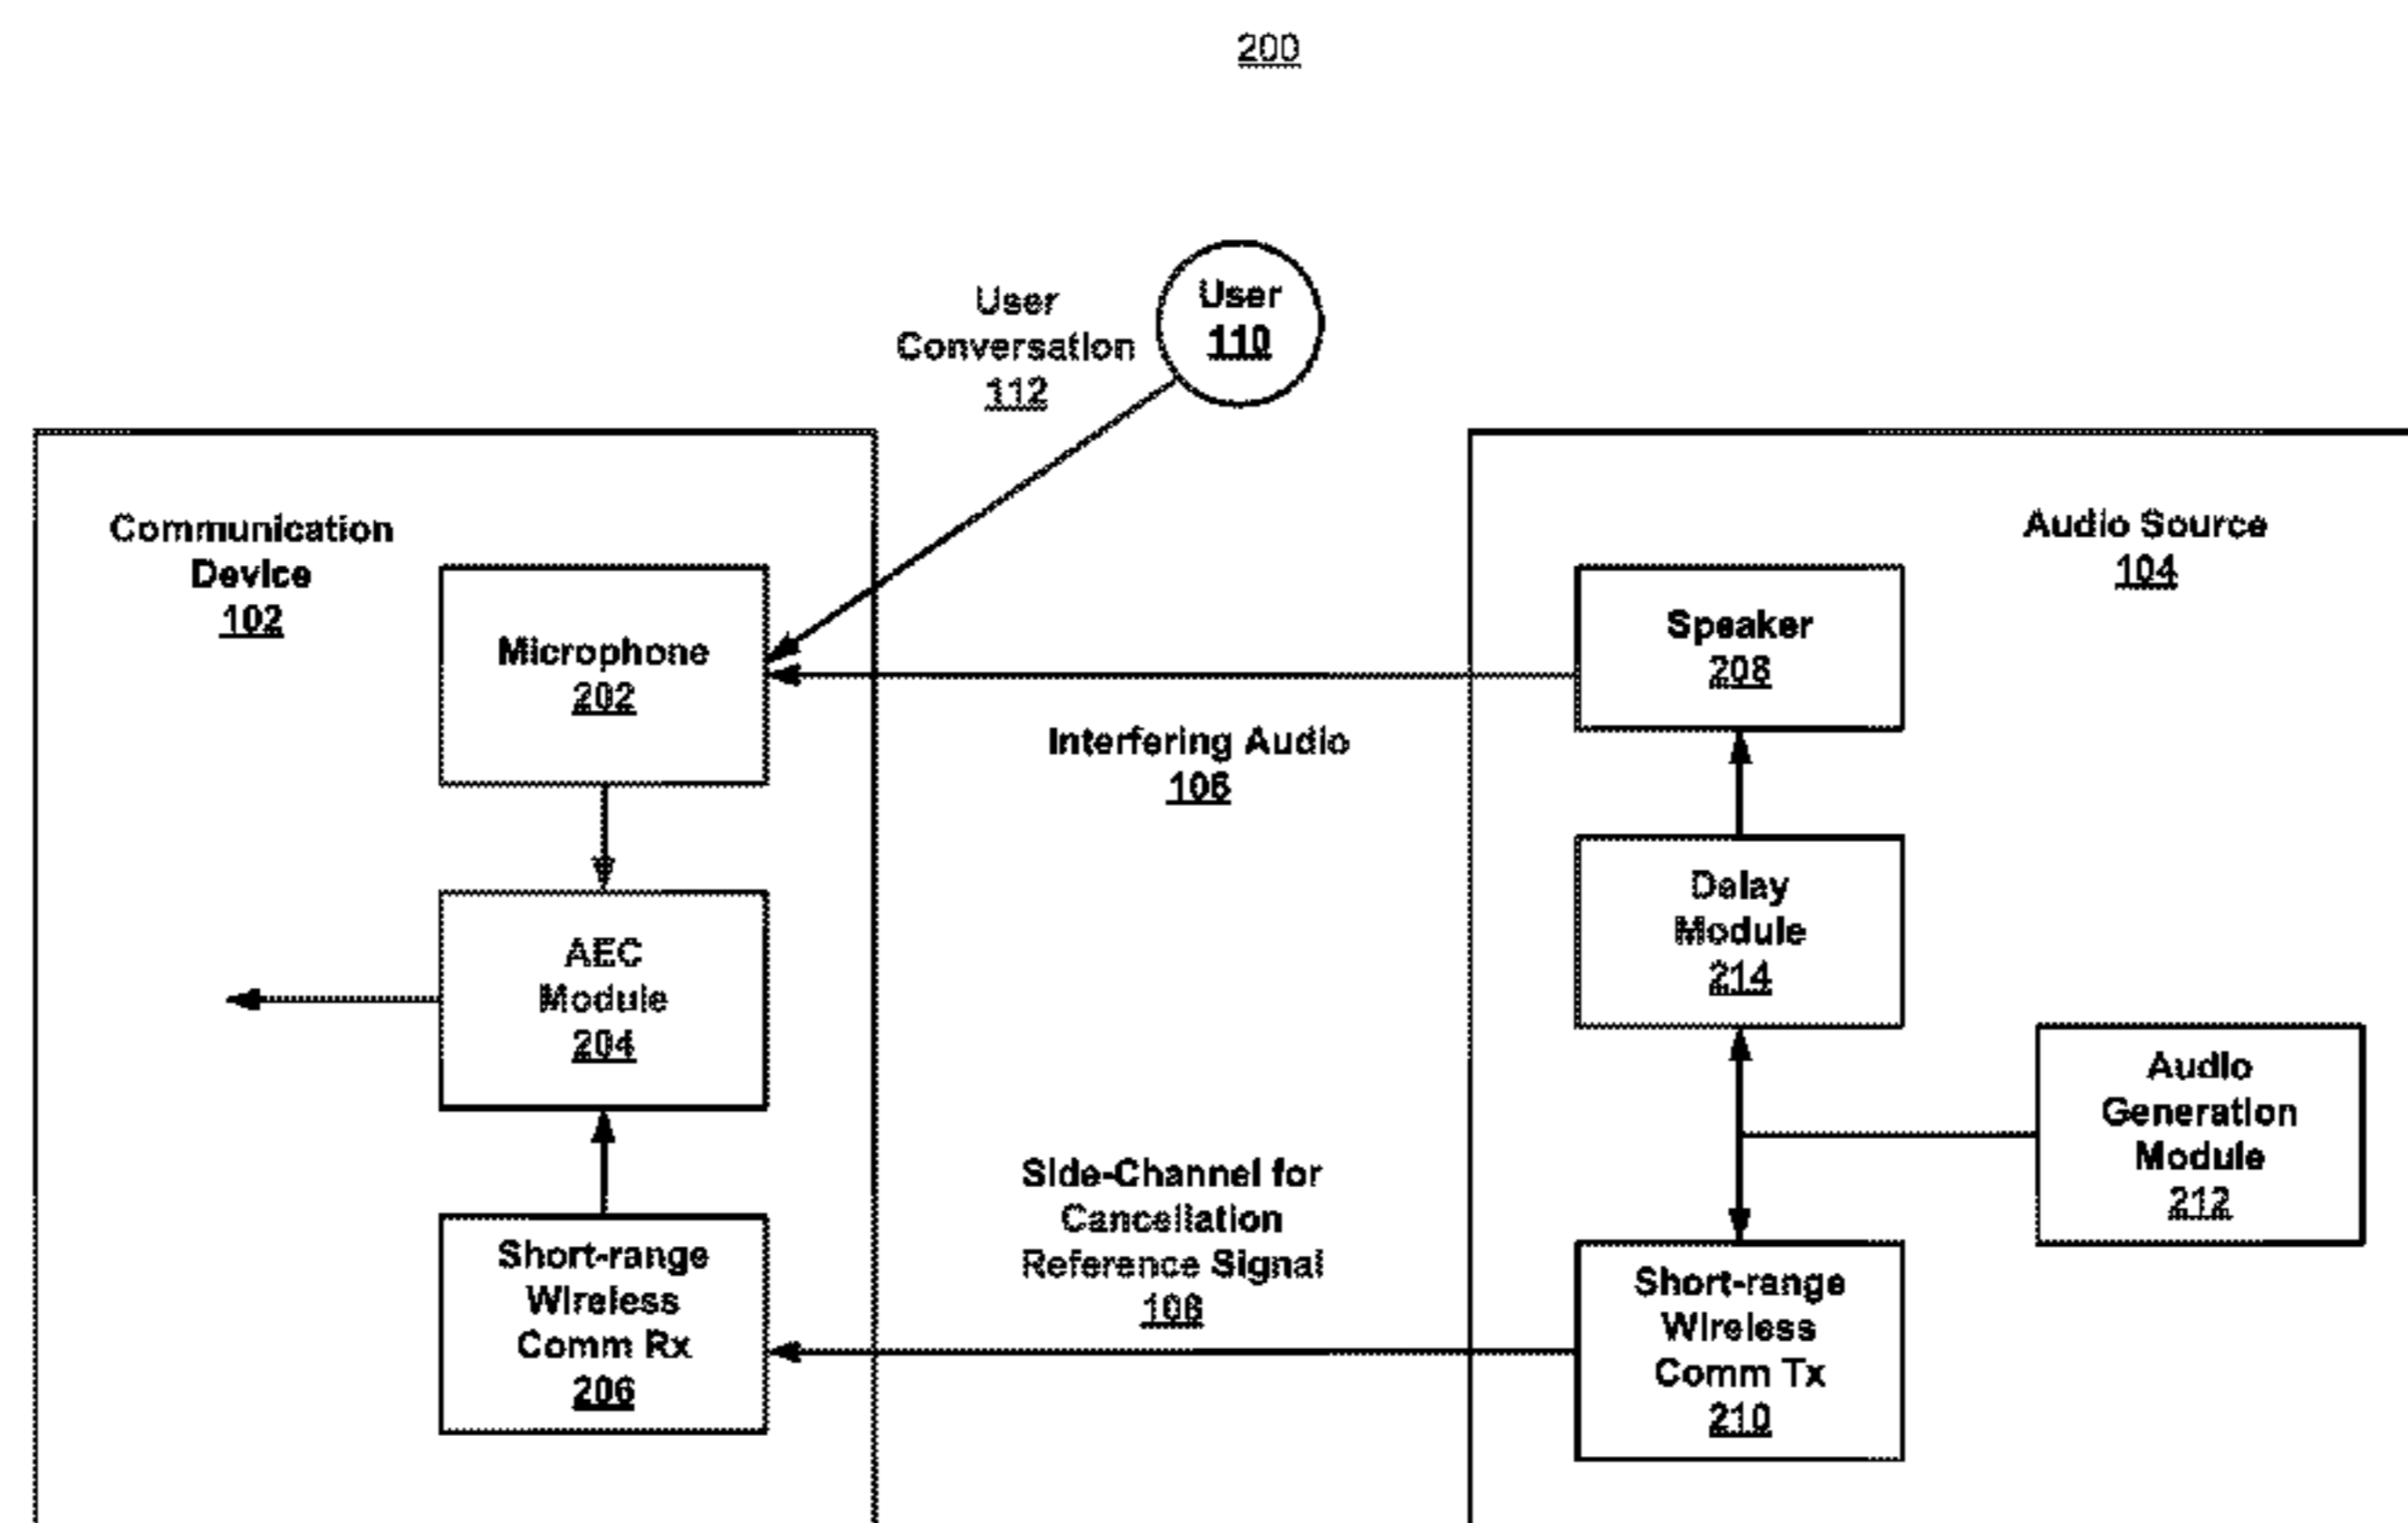 200
User
110
User
Conversation
112
Communication
Device
102
Audio Source
104
Microphone
202
Speaker
208
Interfering Audio
106
Delay
Module
214
AEC
Module
204
Audio
Generation
Module
212
Side-Channel for
Cancellation
Reference Signal
108
Short-range
Wireless
Comm Rx
206
Short-range
Wireless
Comm Tx
210